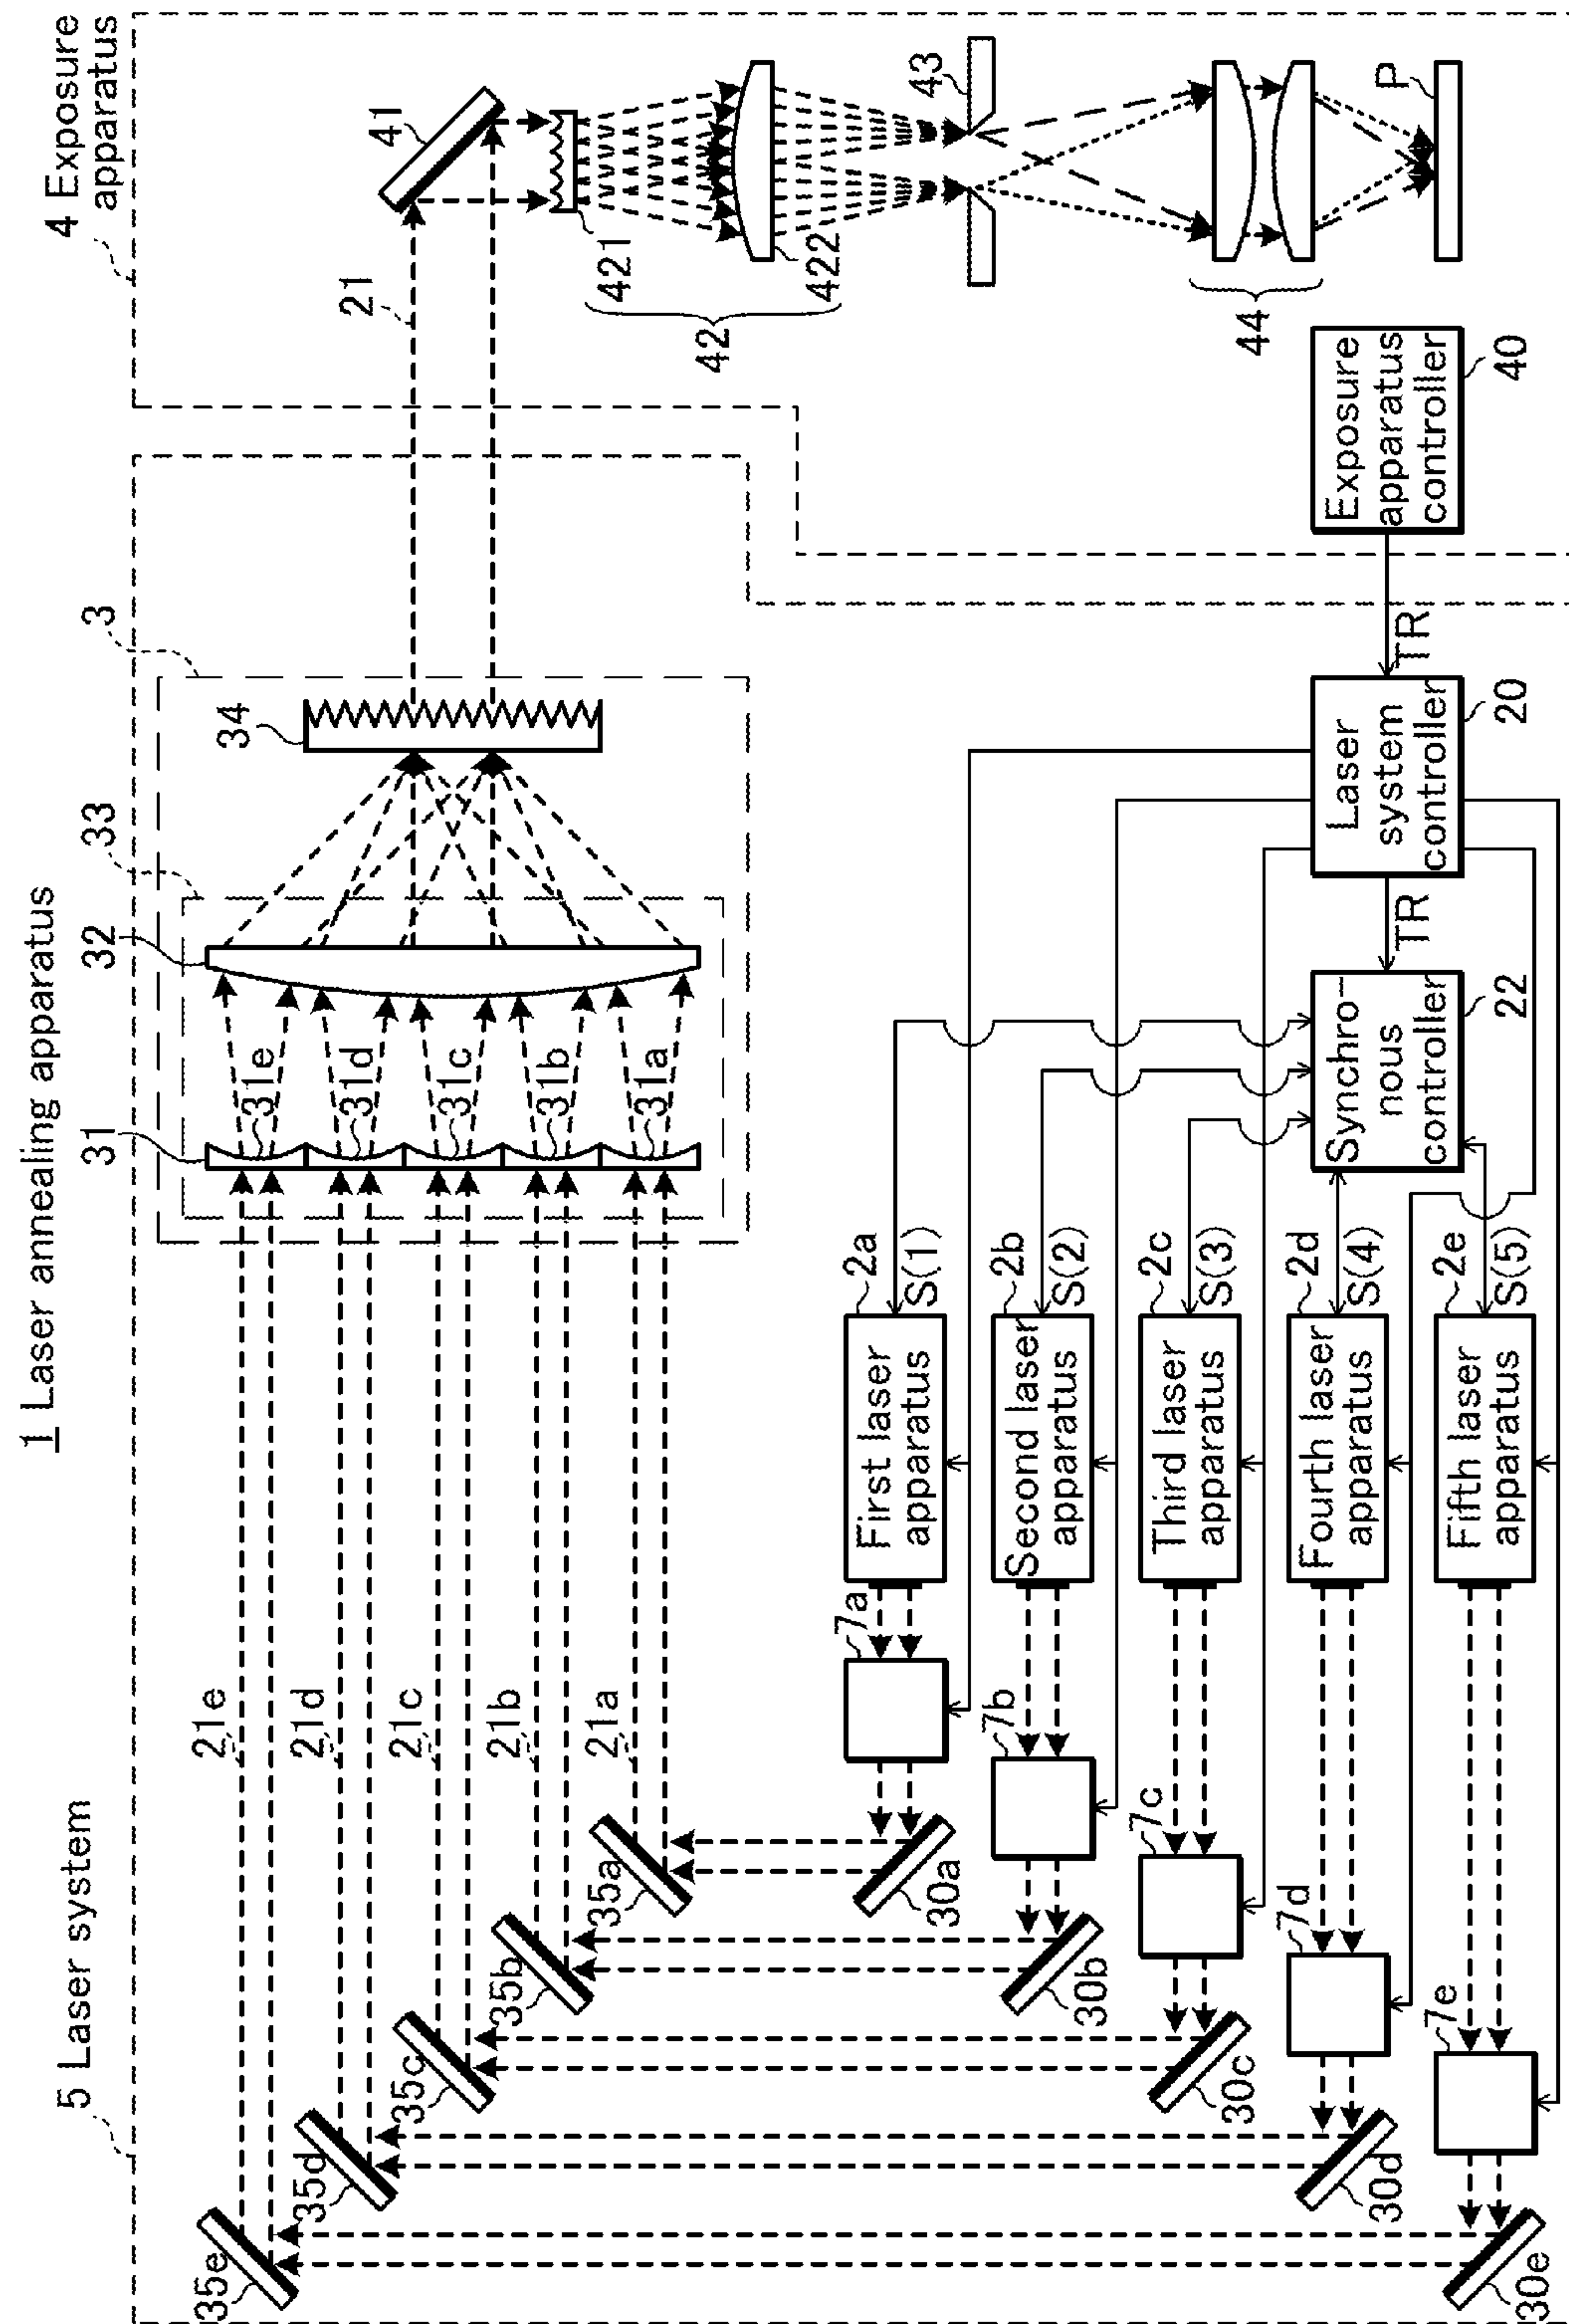 1 Laser annealing apparatus
5 Laser system
4 Exposure
apparatus
3
33
32
31
34
21
41
421
422
42
43
44
P
31e
31d
31c
31b
31a
21e
21d
21c
21b
21a
35e
35d
35c
35b
35a
30a
30b
30c
30d
30e
7a
7b
7c
7d
7e
2a
First laser
apparatus
S(1)
2b
Second laser
apparatus
S(2)
2c
Third laser
apparatus
S(3)
2d
Fourth laser
apparatus
S(4)
2e
Fifth laser
apparatus
S(5)
Synchro-
nous
controller
22
TR
Laser
system
controller
20
TR
Exposure
apparatus
controller
40